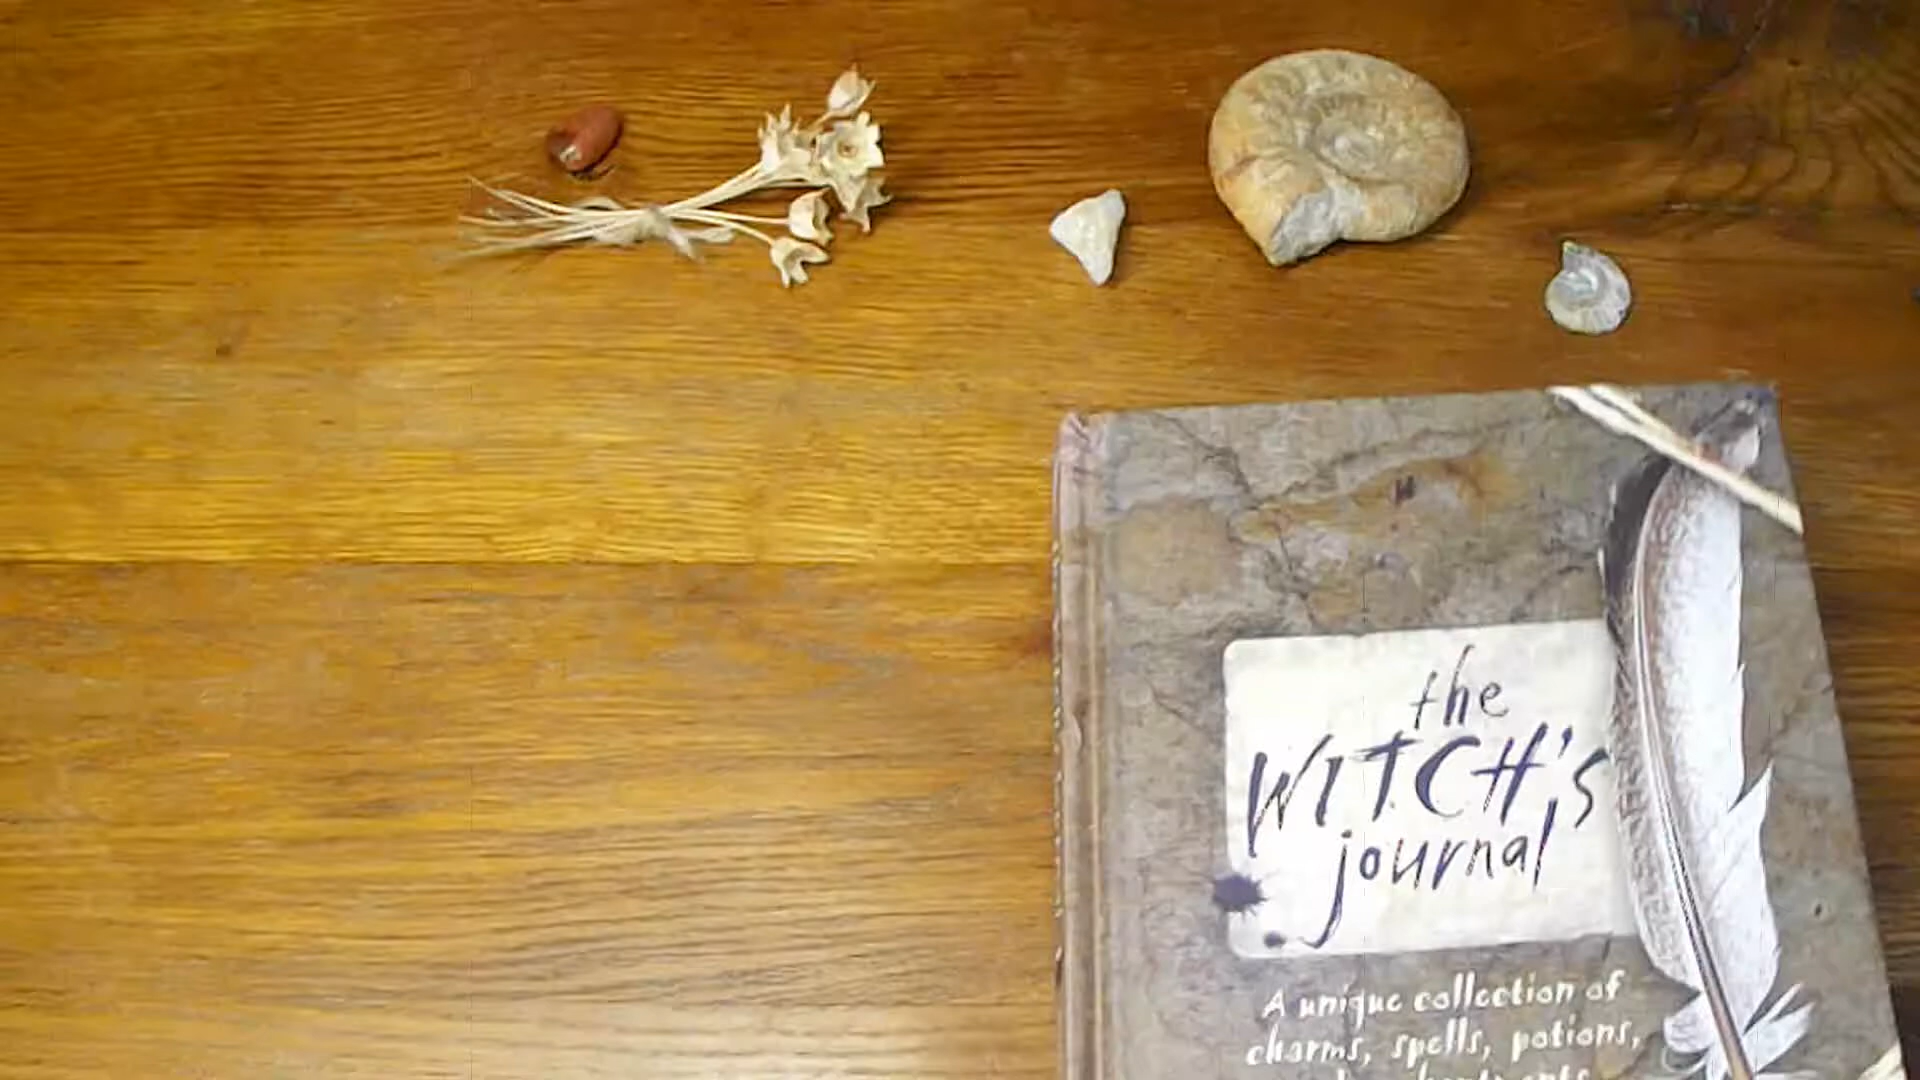 the
WITCH's
journal
A unique collection of
charms, spells, potions,